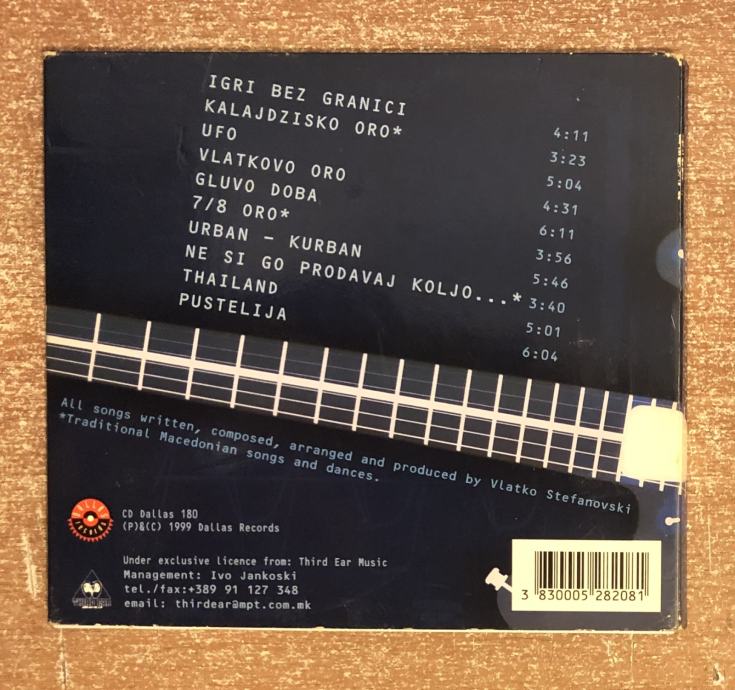 IGRI BEZ GRANICI 4:11
KALAJDZISKO ORO* 3:23
UFO 5:04
VLATKOVO ORO 4:31
GLUVO DOBA 6:11
7/8 ORO* 3:56
URBAN – KURBAN 5:46
NE SI GO PRODAVAJ KOLJO...* 3:40
THAILAND 5:01
PUSTELIJA 6:04
All songs written, composed, arranged and produced by Vlatko Stefanovski
*Traditional Macedonian songs and dances.
DALLAS
RECORDS
CD Dallas 180
(P)&(C) 1999 Dallas Records
Under exclusive licence from: Third Ear Music
Management: Ivo Jankoski
tel./fax:+389 91 127 348
email: thirdear@mpt.com.mk
THIRD EAR
3 830005 282081